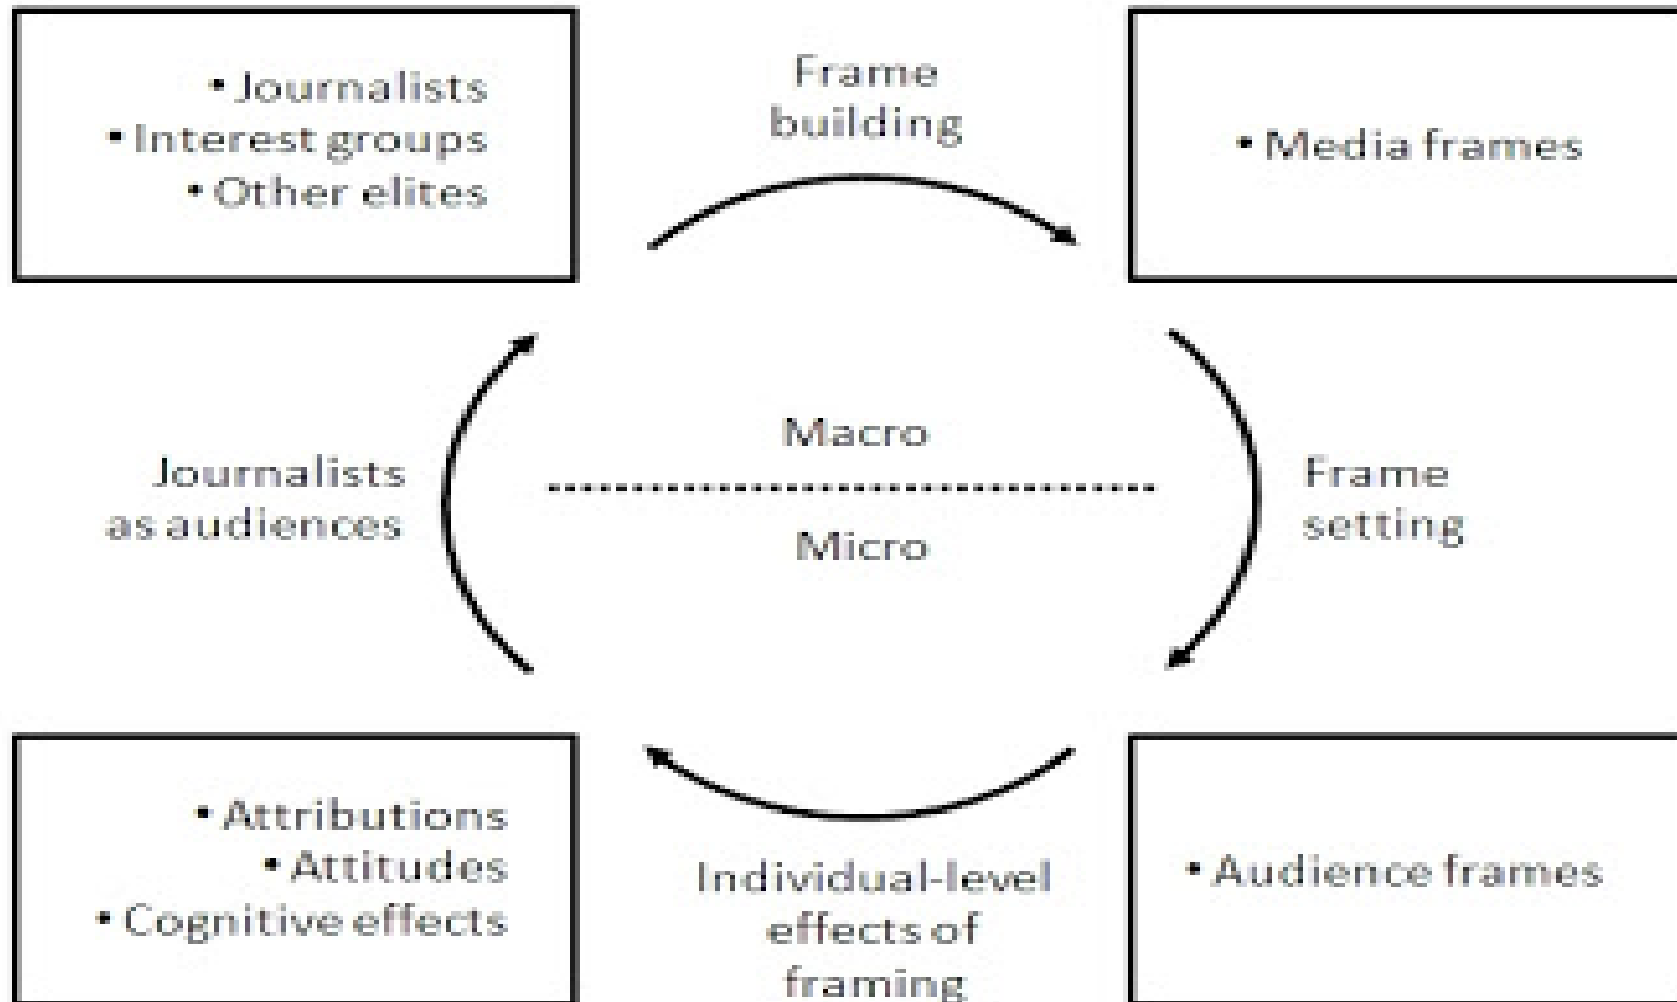 • Journalists
• Interest groups
• Other elites
Frame
building
• Media frames
Journalists
as audiences
Macro
Micro
Frame
setting
• Attributions
• Attitudes
• Cognitive effects
Individual-level
effects of
framing
• Audience frames